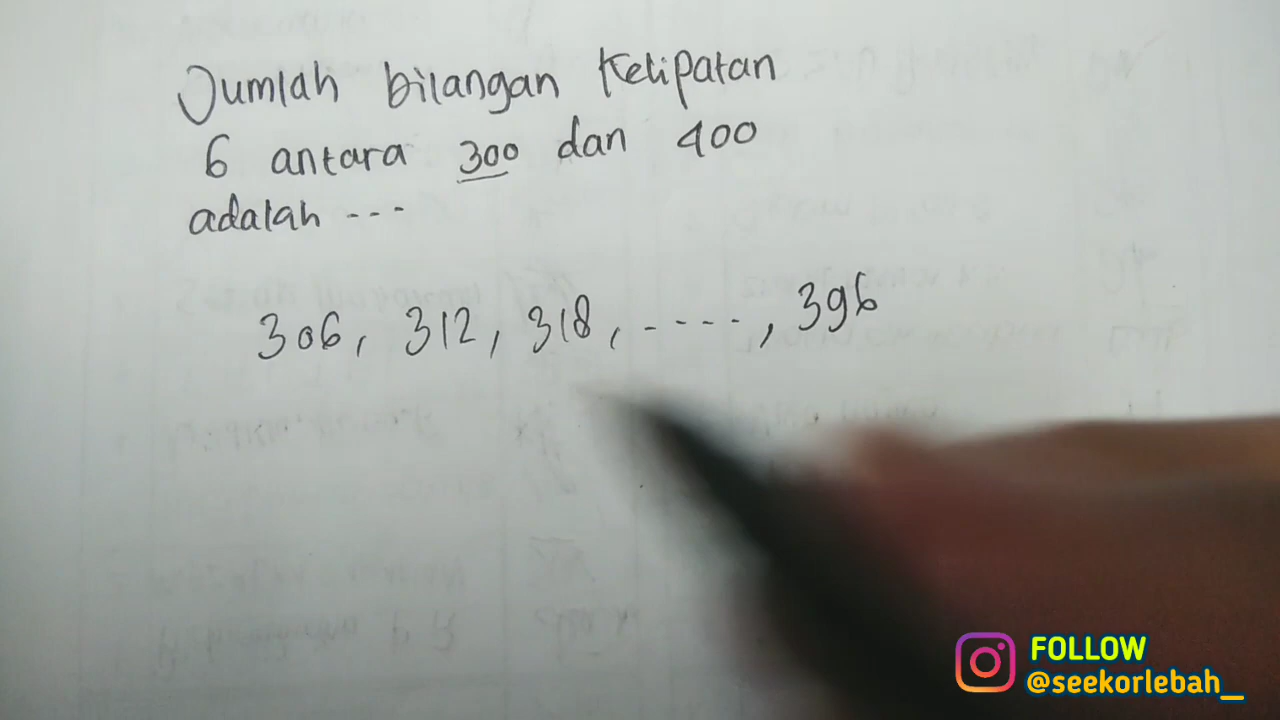 Jumlah bilangan Kelipatan
6 antara 300 dan 400
adalah ---
306, 312, 318, -----, 396
FOLLOW
@seekorlebah_